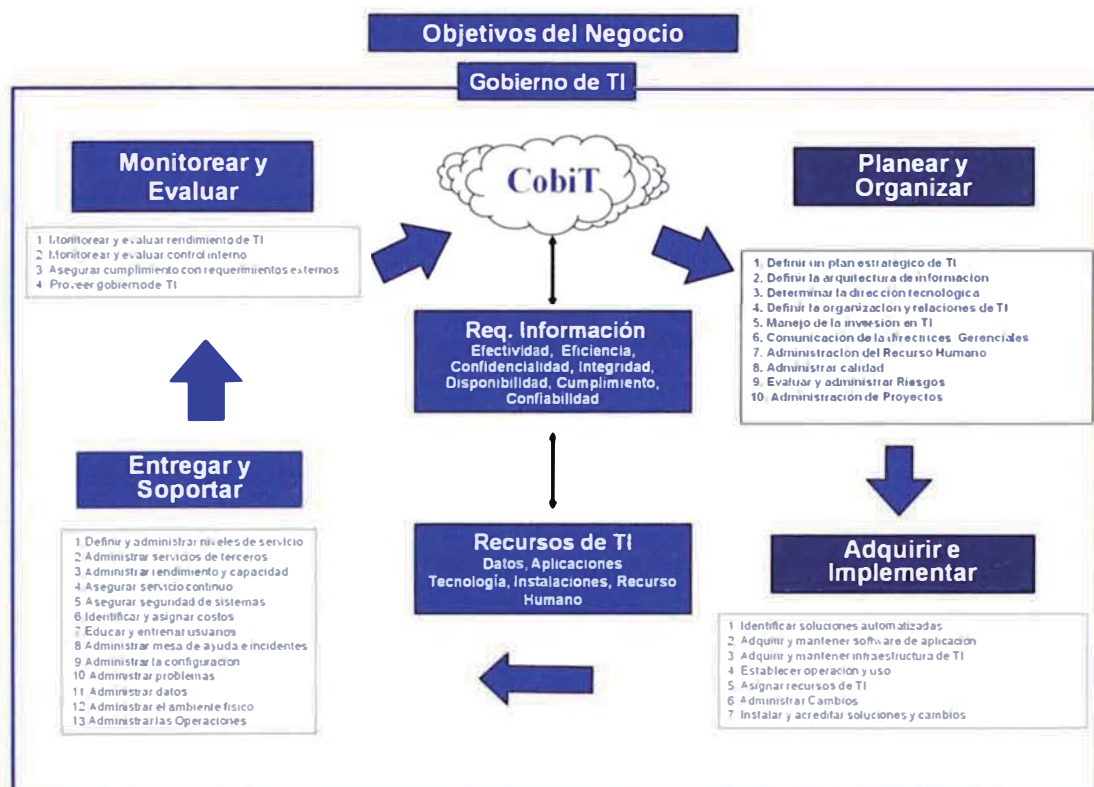 Objetivos del Negocio
Gobierno de TI
Monitorear y
Evaluar
1 Monitorear y evaluar rendimiento de TI
2 Monitorear y evaluar control interno
3 Asegurar cumplimiento con requerimientos externos
4 Proveer gobierno de TI
CobiT
Planear y
Organizar
1. Definir un plan estratégico de TI
2. Definir la arquitectura de informacion
3. Determinar la dirección tecnológica
4. Definir la organización y relaciones de TI
5. Manejo de la inversión en TI
6. Comunicación de la directrices Gerenciales
7. Administración del Recurso Humano
8. Administrar calidad
9. Evaluar y administrar Riesgos
10. Administración de Proyectos
Req. Información
Efectividad, Eficiencia,
Confidencialidad, Integridad,
Disponibilidad, Cumplimiento,
Confiabilidad
Entregar y
Soportar
1 Definir y administrar niveles de servicio
2 Administrar servicios de terceros
3 Administrar rendimiento y capacidad
4 Asegurar servicio continuo
5 Asegurar seguridad de sistemas
6 Identificar y asignar costos
7 Educar y entrenar usuarios
8 Administrar mesa de ayuda e incidentes
9 Administrar la configuracion
10 Administrar problemas
11 Administrar datos
12 Administrar el ambiente físico
13 Administrar las Operaciones
Recursos de TI
Datos, Aplicaciones
Tecnología, Instalaciones, Recurso
Humano
Adquirir e
Implementar
1 Identificar soluciones automatizadas
2 Adquirir y mantener software de aplicación
3 Adquirir y mantener infraestructura de TI
4 Establecer operación y uso
5 Asignar recursos de TI
6 Administrar Cambios
7 Instalar y acreditar soluciones y cambios